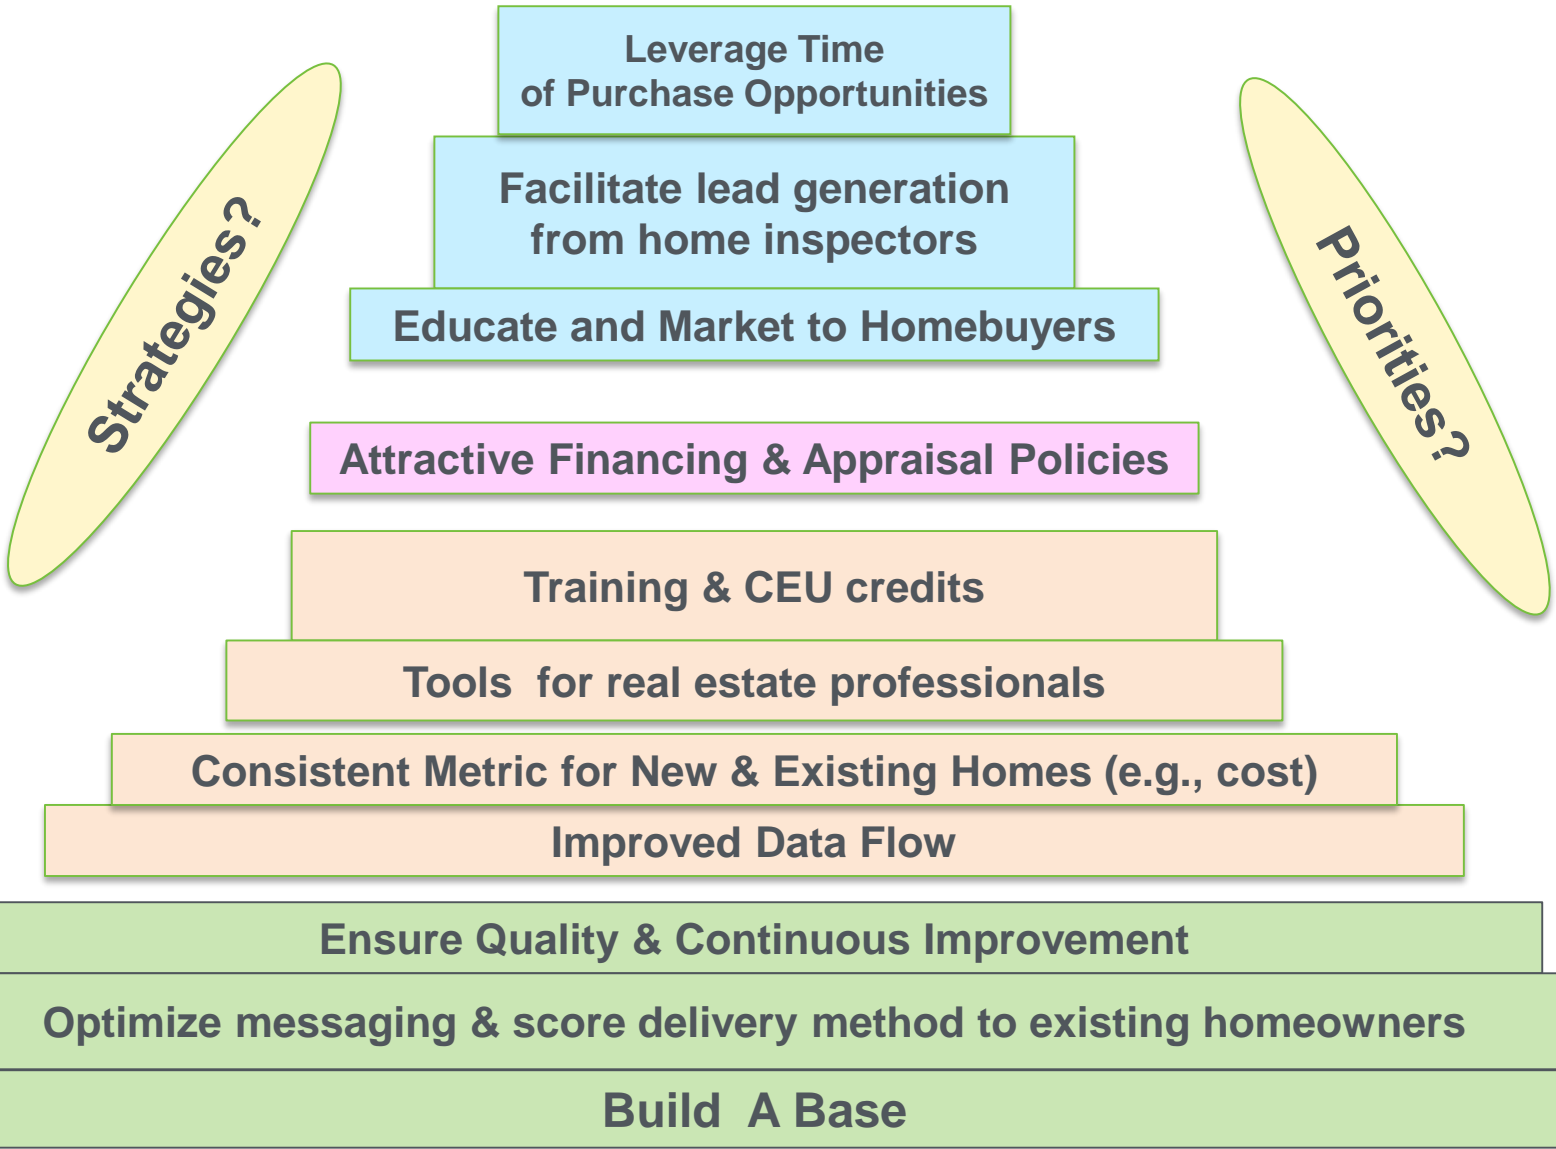 Leverage Time
of Purchase Opportunities
Facilitate lead generation
from home inspectors
Educate and Market to Homebuyers
Strategies?
Priorities?
Attractive Financing & Appraisal Policies
Training & CEU credits
Tools  for real estate professionals
Consistent Metric for New & Existing Homes (e.g., cost)
Improved Data Flow
Ensure Quality & Continuous Improvement
Optimize messaging & score delivery method to existing homeowners
Build  A Base